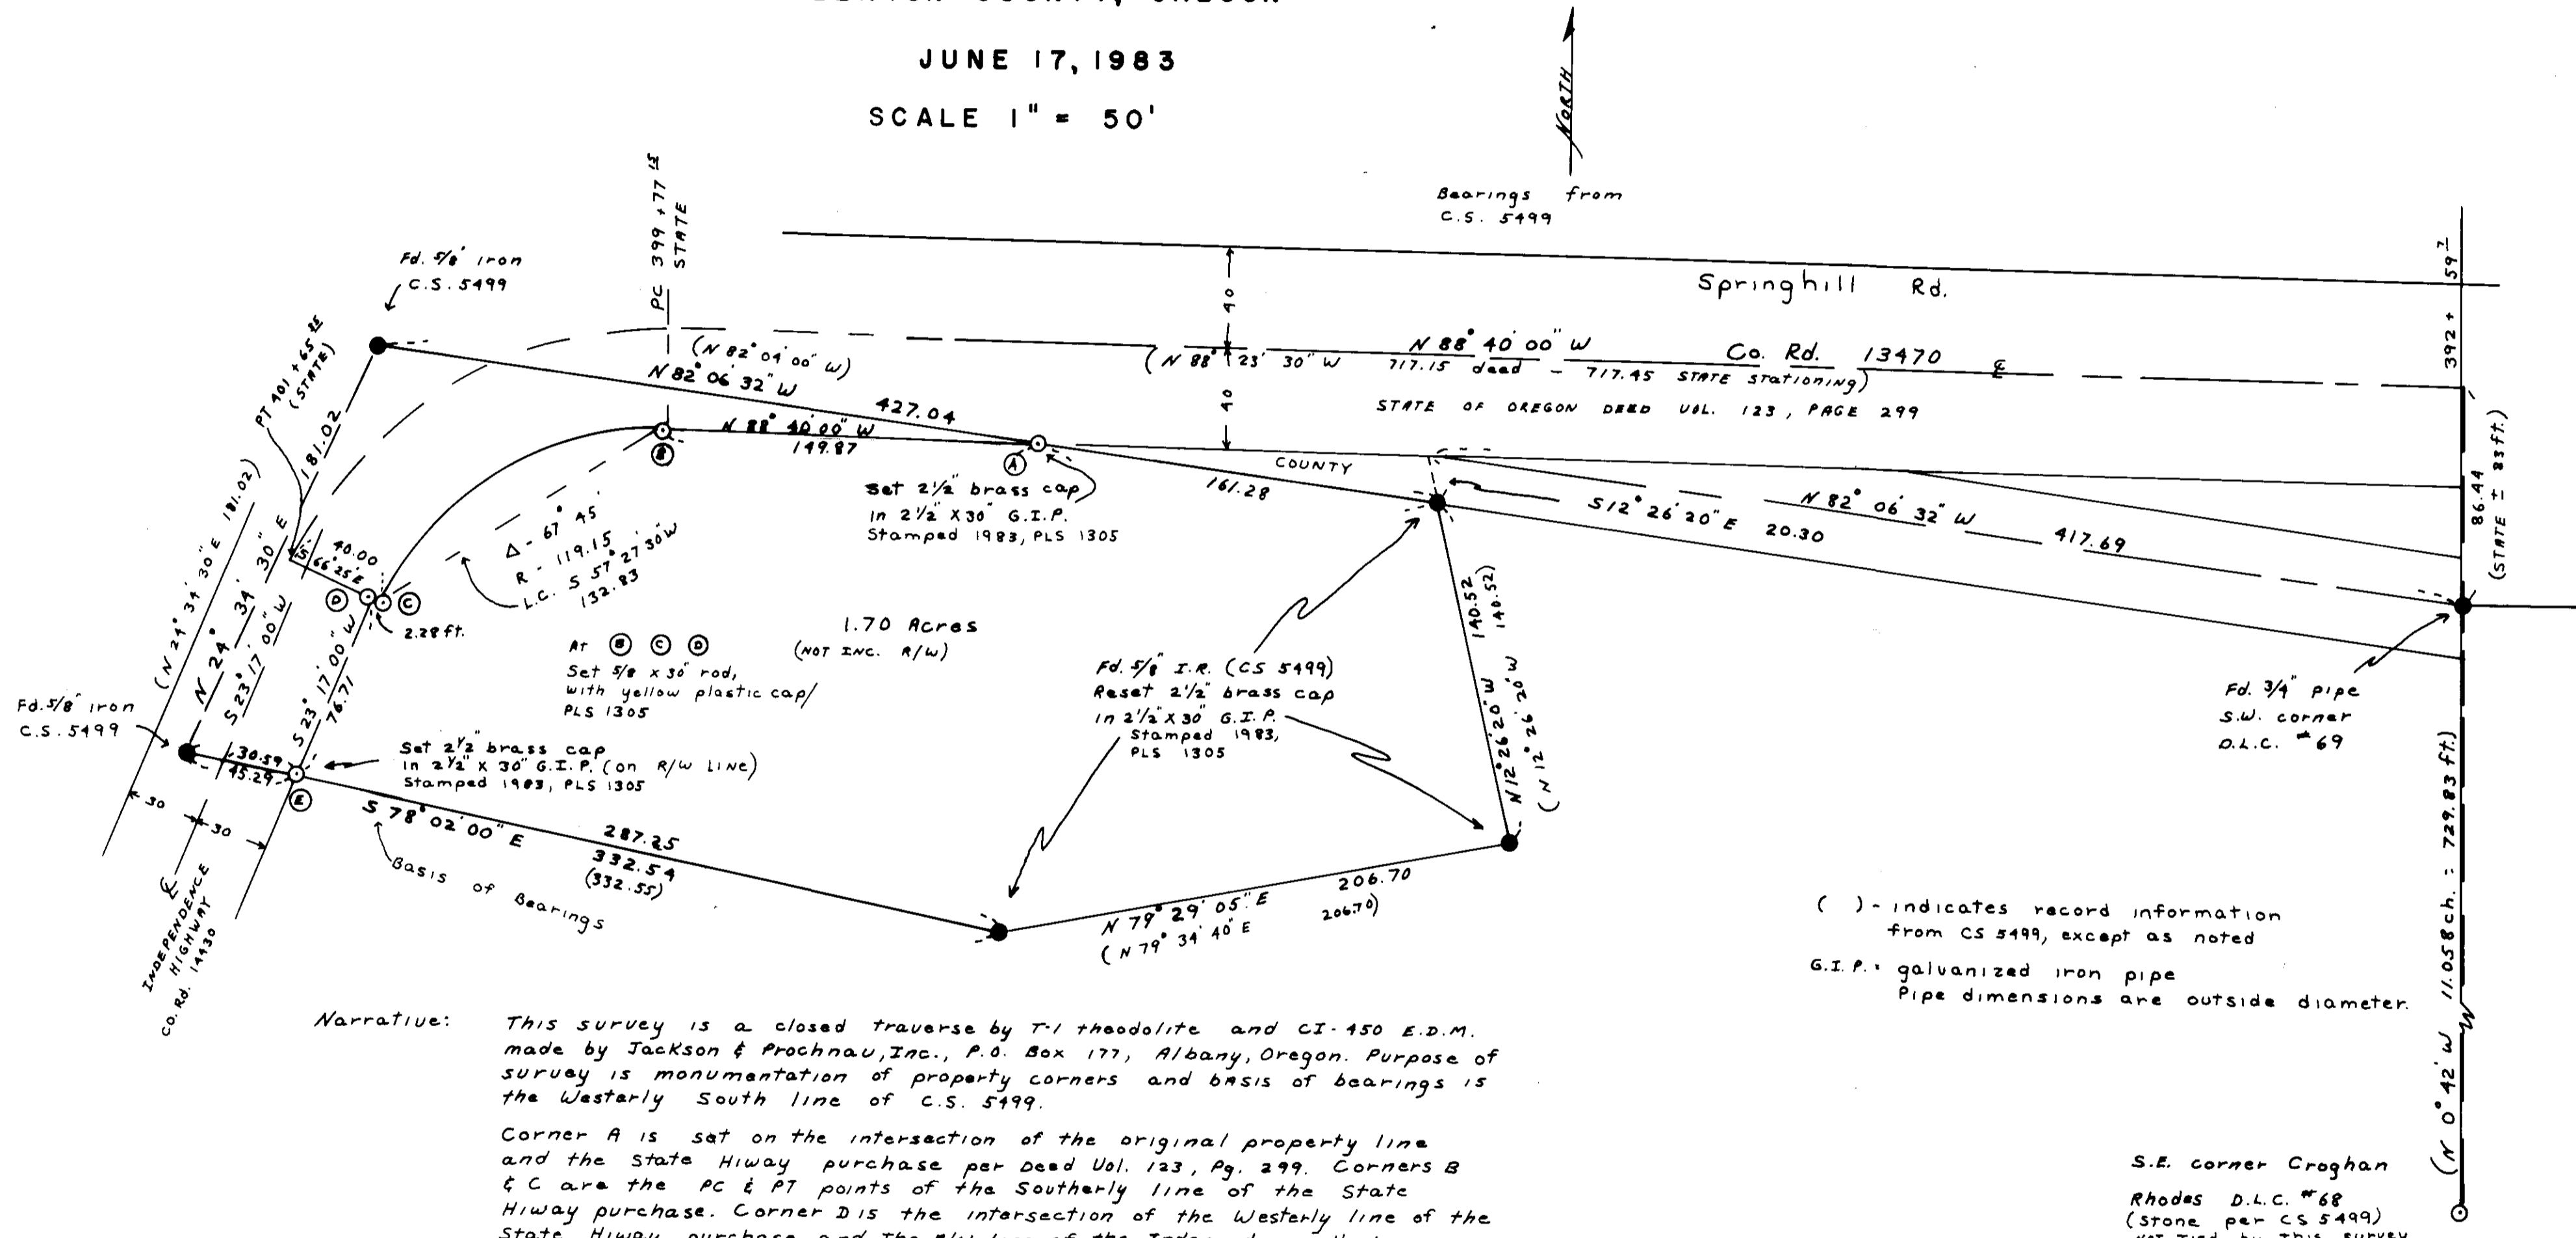 JUNE 17, 1983
SCALE 1" = 50'
NORTH
Bearings from
C.S. 5499
PC 399+77 15
STATE
Fd. 5/8" iron
C.S. 5499
Springhill Rd.
40
40
N 88° 40' 00" W
Co. Rd. 13470 ℄
(N 88° 23' 30" W 717.15 deed - 717.45 STATE stationing)
STATE OF OREGON DEED VOL. 123, PAGE 299
392 + 59 7
86.44
(STATE ± 83 ft.)
(N 82° 04' 00" W)
N 82° 06' 32" W
427.04
N 88° 40' 00" W
149.87
PT 401 + 65 85
(STATE)
181.02
B
A
COUNTY
161.28
Set 2 1/2" brass cap
in 2 1/2" X 30" G.I.P.
Stamped 1983, PLS 1305
S 12° 26' 20" E 20.30
N 82° 06' 32" W 417.69
Δ - 67° 45'
R - 119.15
L.C. S 57° 27' 30" W
132.83
40.00
S 66° 25' E
D
C
2.28 ft.
(N 24° 34' 30" E 181.02)
N 24° 34' 30" E
S 23° 17' 00" W
S 23° 17' 00" W
76.71
1.70 Acres
(NOT INC. R/W)
At B C D
Set 5/8 x 30" rod,
with yellow plastic cap/
PLS 1305
Fd. 5/8" I.R. (CS 5499)
Reset 2 1/2" brass cap
in 2 1/2" X 30" G.I.P.
Stamped 1983,
PLS 1305
140.52
140.52)
N 12° 26' 20" W
(N 12° 26' 20" W
Fd. 3/4" pipe
S.W. corner
D.L.C. #69
Fd. 5/8" iron
C.S. 5499
30.59
45.29
E
Set 2 1/2" brass cap
in 2 1/2" X 30" G.I.P. (on R/W LINE)
Stamped 1983, PLS 1305
30
30
℄
INDEPENDENCE
HIGHWAY
CO. Rd. 14430
S 78° 02' 00" E
287.25
332.54
(332.55)
Basis of Bearings
N 79° 29' 05" E 206.70
(N 79° 34' 40" E 206.70)
( ) - indicates record information
from CS 5499, except as noted
G.I.P. = galvanized iron pipe
Pipe dimensions are outside diameter.
(N 0° 42' W 11.058 ch. = 729.83 ft.)
Narrative: This survey is a closed traverse by T-1 theodolite and CI-450 E.D.M.
made by Jackson & Prochnau, Inc., P.O. Box 177, Albany, Oregon. Purpose of
survey is monumentation of property corners and basis of bearings is
the Westerly South line of C.S. 5499.
Corner A is set on the intersection of the original property line
and the State Hiway purchase per Deed Vol. 123, Pg. 299. Corners B
& C are the PC & PT points of the Southerly line of the State
Hiway purchase. Corner D is the intersection of the Westerly line of the
S.E. corner Croghan
Rhodes D.L.C. #68
(stone per CS 5499)